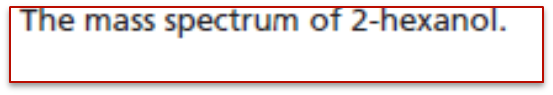 The mass spectrum of 2-hexanol.